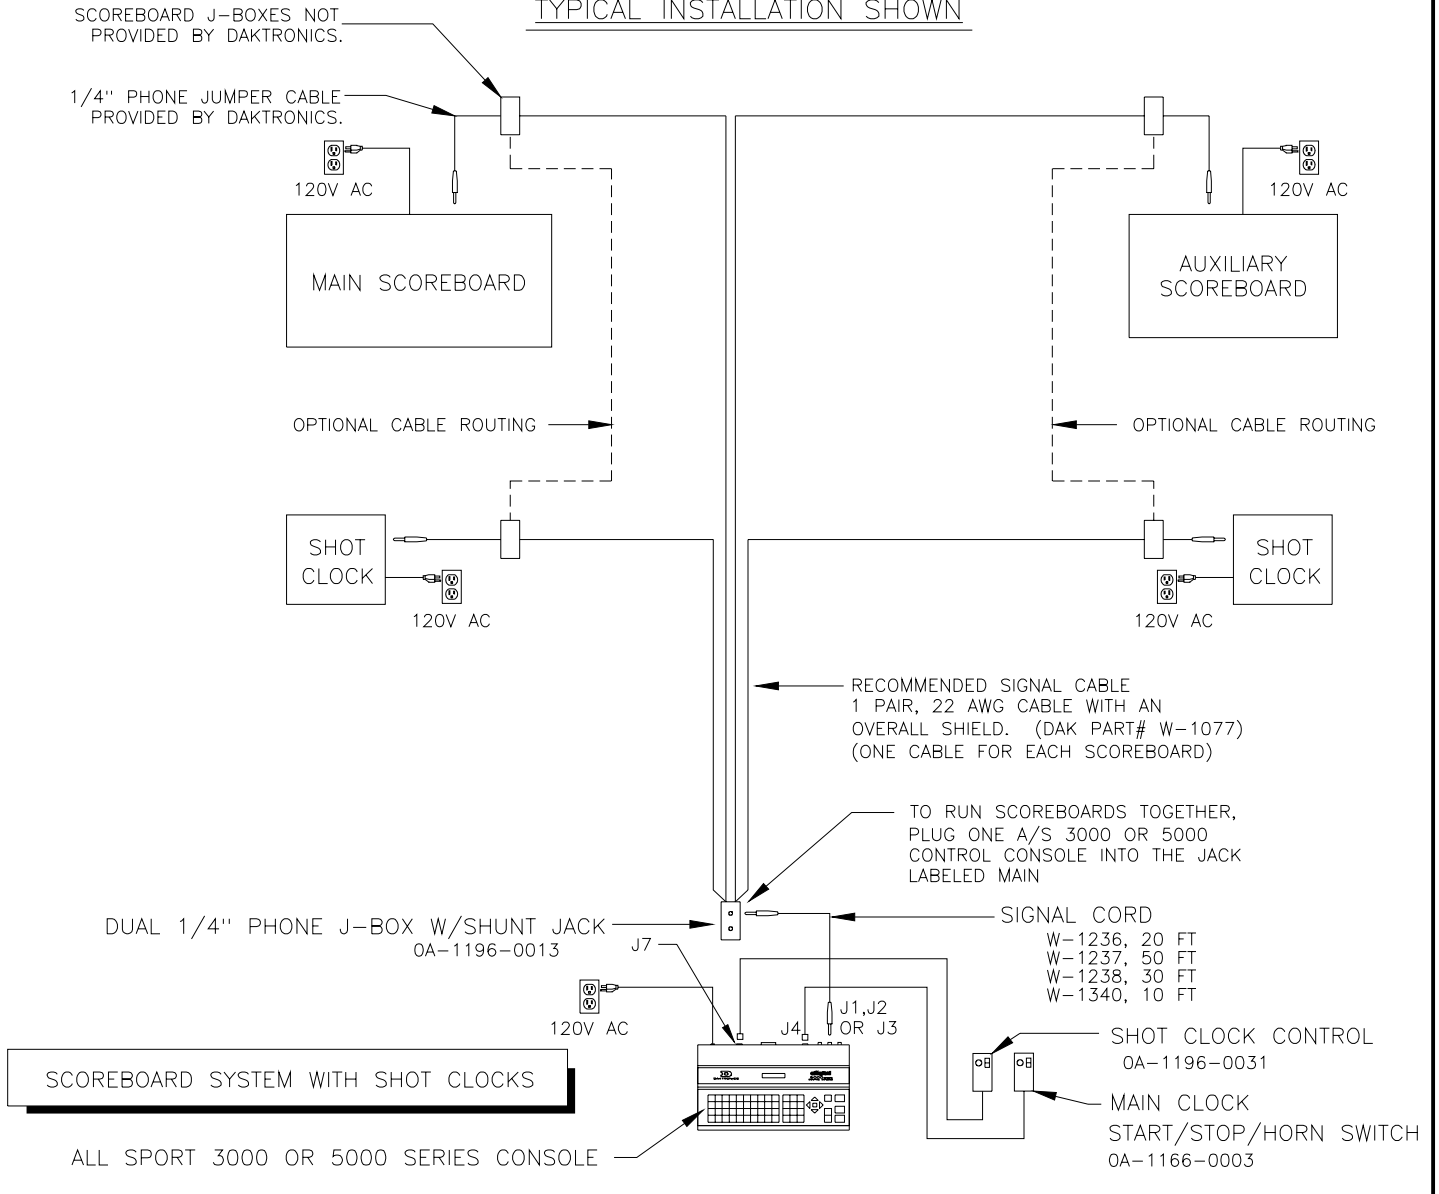 TYPICAL INSTALLATION SHOWN
SCOREBOARD J-BOXES NOT
PROVIDED BY DAKTRONICS.
1/4" PHONE JUMPER CABLE
PROVIDED BY DAKTRONICS.
120V AC
120V AC
MAIN SCOREBOARD
AUXILIARY
SCOREBOARD
OPTIONAL CABLE ROUTING
OPTIONAL CABLE ROUTING
SHOT
CLOCK
120V AC
SHOT
CLOCK
120V AC
RECOMMENDED SIGNAL CABLE
1 PAIR, 22 AWG CABLE WITH AN
OVERALL SHIELD. (DAK PART# W-1077)
(ONE CABLE FOR EACH SCOREBOARD)
TO RUN SCOREBOARDS TOGETHER,
PLUG ONE A/S 3000 OR 5000
CONTROL CONSOLE INTO THE JACK
LABELED MAIN
DUAL 1/4" PHONE J-BOX W/SHUNT JACK
0A-1196-0013
SIGNAL CORD
W-1236, 20 FT
W-1237, 50 FT
W-1238, 30 FT
W-1340, 10 FT
J7
120V AC
J4
J1,J2
OR J3
SHOT CLOCK CONTROL
0A-1196-0031
MAIN CLOCK
START/STOP/HORN SWITCH
0A-1166-0003
SCOREBOARD SYSTEM WITH SHOT CLOCKS
DAKTRONICS
ALL SPORT 3000 OR 5000 SERIES CONSOLE